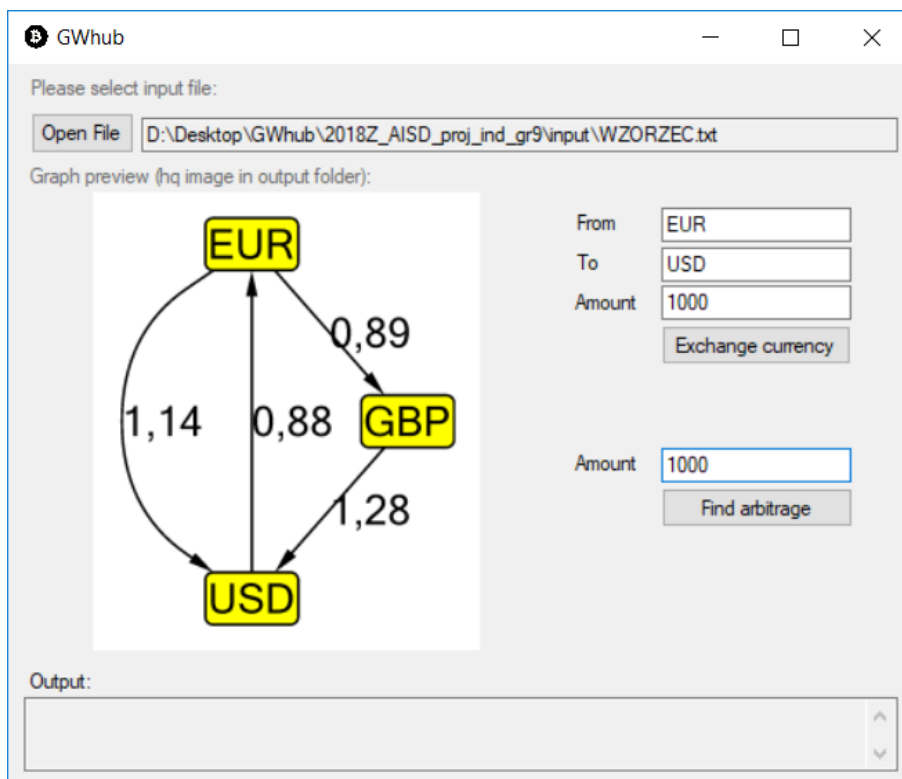 GWhub
Please select input file:
Open File D:\Desktop\GWhub\2018Z_AISD_proj_ind_gr9\input\WZORZEC.txt
Graph preview (hq image in output folder):
From EUR
To USD
Amount 1000
Exchange currency
Amount 1000
Find arbitrage
EUR
0,89
1,14 0,88 GBP
1,28
USD
Output: